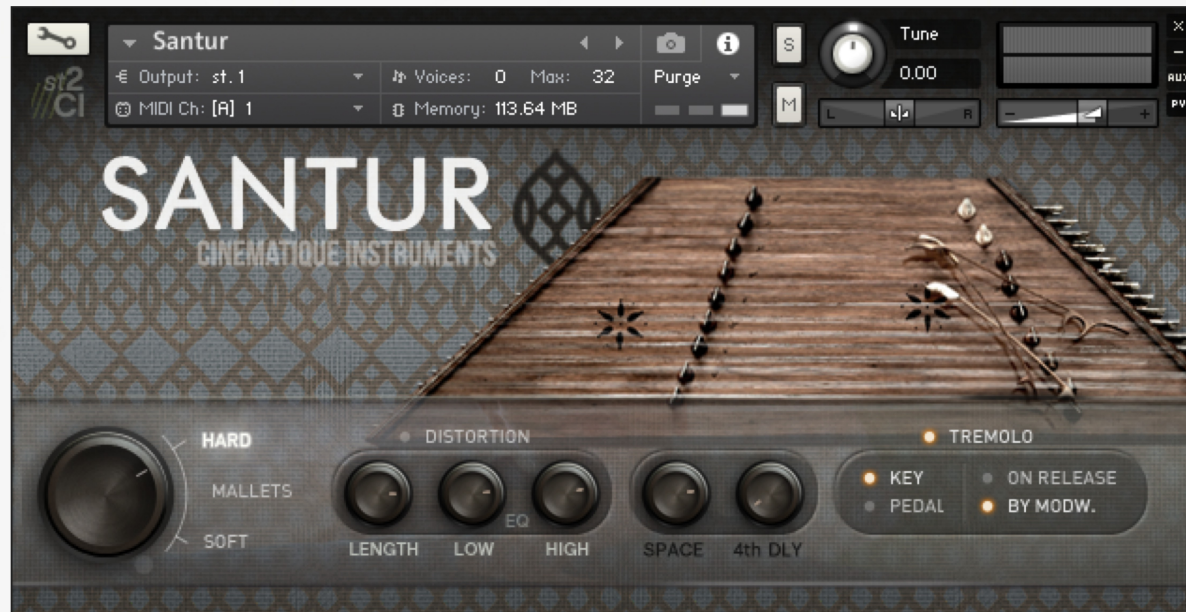 Santur
S
Tune
0.00
Output: st.1
Voices: 0 Max: 32
Purge
MIDI Ch: [A] 1
Memory: 113.64 MB
M
L R
- +
×
-
AUX
PV
st2
///CI
SANTUR
CINEMATIQUE INSTRUMENTS
HARD
MALLETS
SOFT
DISTORTION
EQ
LENGTH LOW HIGH
SPACE 4th DLY
TREMOLO
KEY ON RELEASE
PEDAL BY MODW.